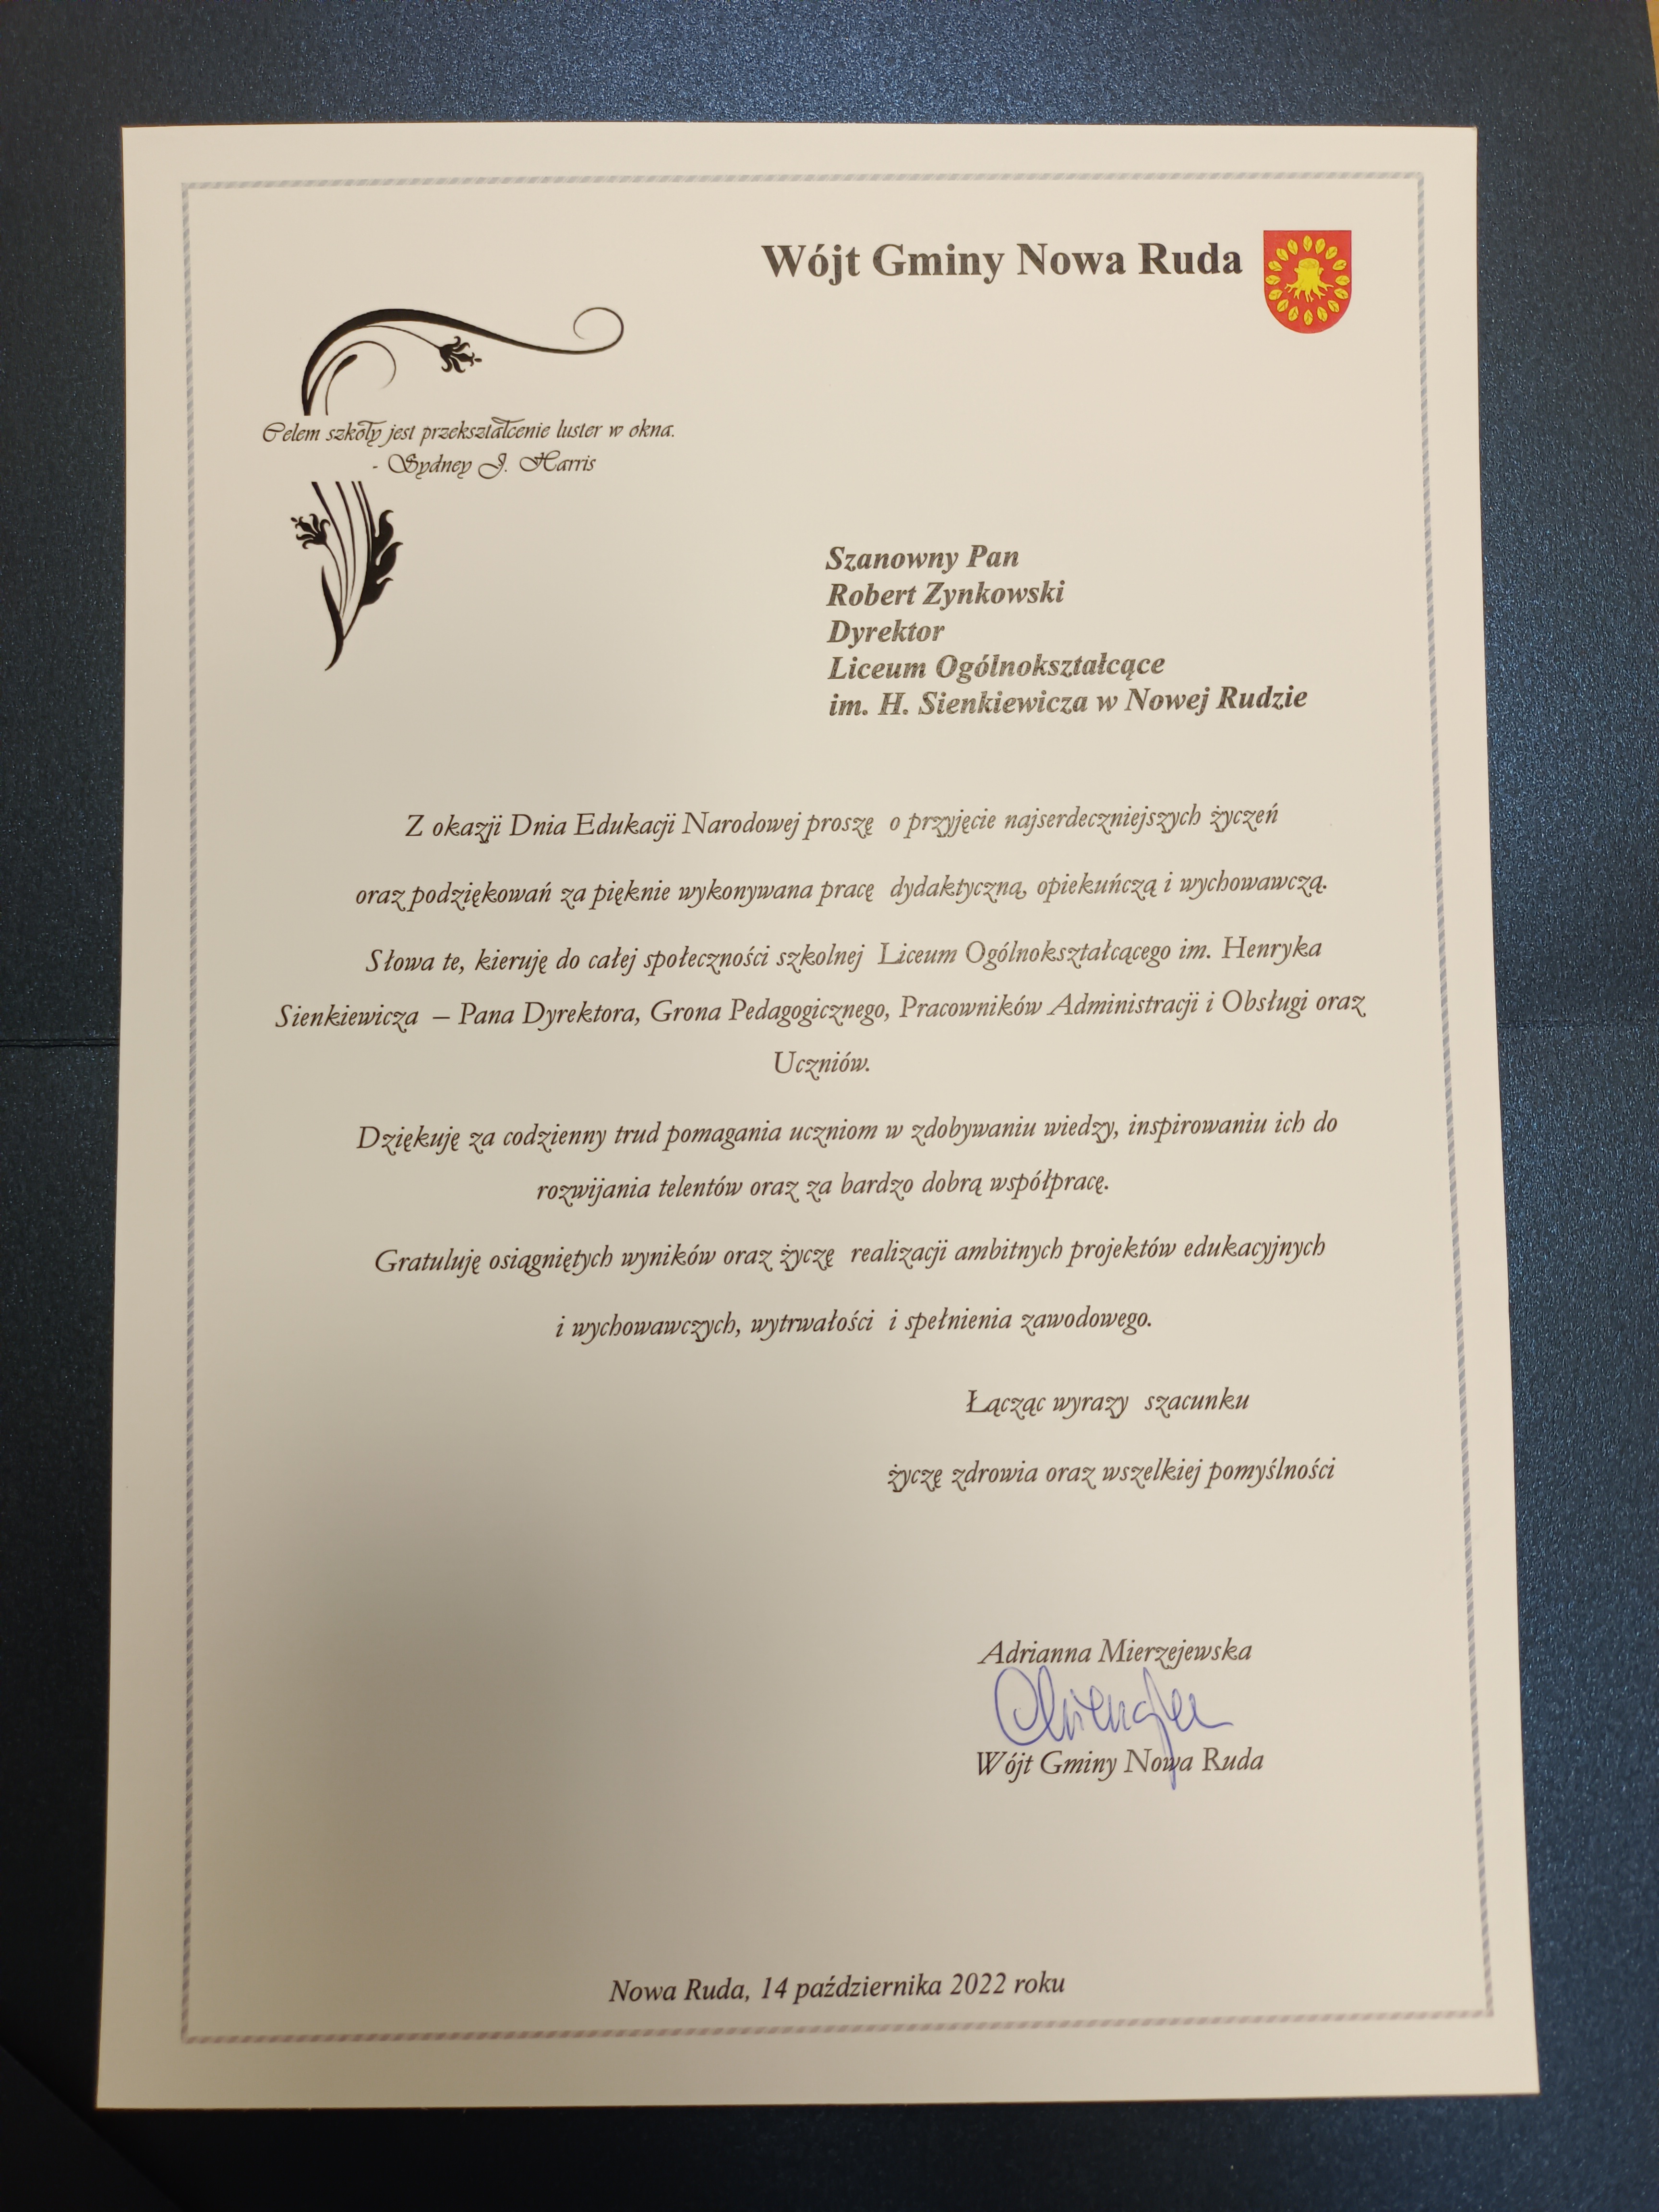 Wójt Gminy Nowa Ruda
Celem szkoły jest przekształcenie luster w okna.
- Sydney J. Harris
Szanowny Pan
Robert Zynkowski
Dyrektor
Liceum Ogólnokształcące
im. H. Sienkiewicza w Nowej Rudzie
Z okazji Dnia Edukacji Narodowej proszę o przyjęcie najserdeczniejszych życzeń
oraz podziękowań za pięknie wykonywana pracę dydaktyczną, opiekuńczą i wychowawczą.
Słowa te, kieruję do całej społeczności szkolnej Liceum Ogólnokształcącego im. Henryka
Sienkiewicza – Pana Dyrektora, Grona Pedagogicznego, Pracowników Administracji i Obsługi oraz
Uczniów.
Dziękuję za codzienny trud pomagania uczniom w zdobywaniu wiedzy, inspirowaniu ich do
rozwijania telentów oraz za bardzo dobrą współpracę.
Gratuluję osiągniętych wyników oraz życzę realizacji ambitnych projektów edukacyjnych
i wychowawczych, wytrwałości i spełnienia zawodowego.
Łącząc wyrazy szacunku
życzę zdrowia oraz wszelkiej pomyślności
Adrianna Mierzejewska
Wójt Gminy Nowa Ruda
Nowa Ruda, 14 października 2022 roku